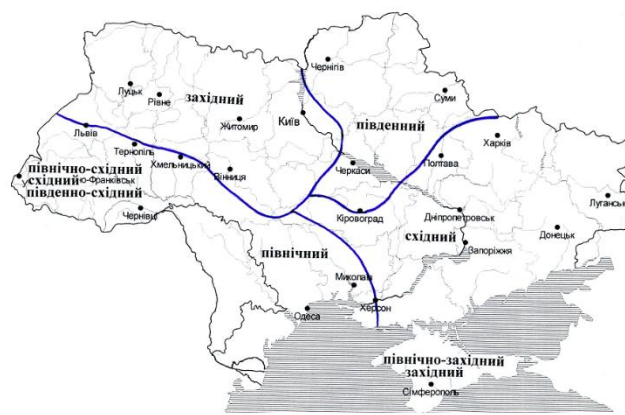 Чернігів
Луцьк
Рівне
західний
Суми
Київ
Житомир
південний
Львів
Тернопіль
Хмельницький
Вінниця
Черкаси
Полтава
Харків
північно-східний
східний о-Франківськ
південно-східний
Чернівці
Кіровоград
Дніпропетровськ
Луганськ
Донецьк
східний
Запоріжжя
північний
Миколаїв
Херсон
Одеса
північно-західний
західний
Сімферополь